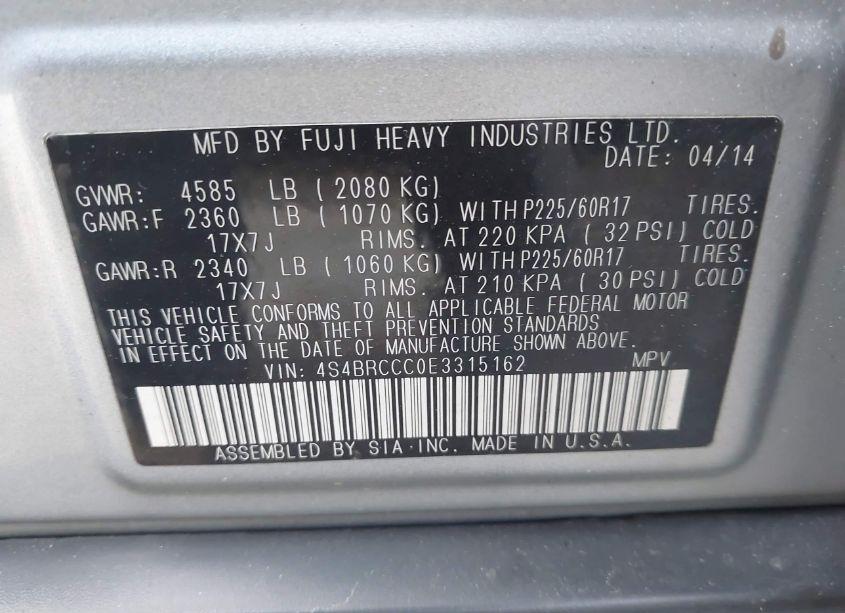 MFD BY FUJI HEAVY INDUSTRIES LTD.
DATE: 04/14
GVWR: 4585 LB ( 2080 KG)
GAWR:F 2360 LB ( 1070 KG) WITH P225/60R17 TIRES.
17X7J RIMS. AT 220 KPA ( 32 PSI) COLD
GAWR:R 2340 LB ( 1060 KG) WITH P225/60R17 TIRES.
17X7J RIMS. AT 210 KPA ( 30 PSI) COLD
THIS VEHICLE CONFORMS TO ALL APPLICABLE FEDERAL MOTOR
VEHICLE SAFETY AND THEFT PREVENTION STANDARDS
IN EFFECT ON THE DATE OF MANUFACTURE SHOWN ABOVE.
VIN: 4S4BRCCC0E3315162 MPV
ASSEMBLED BY SIA·INC. MADE IN U.S.A.